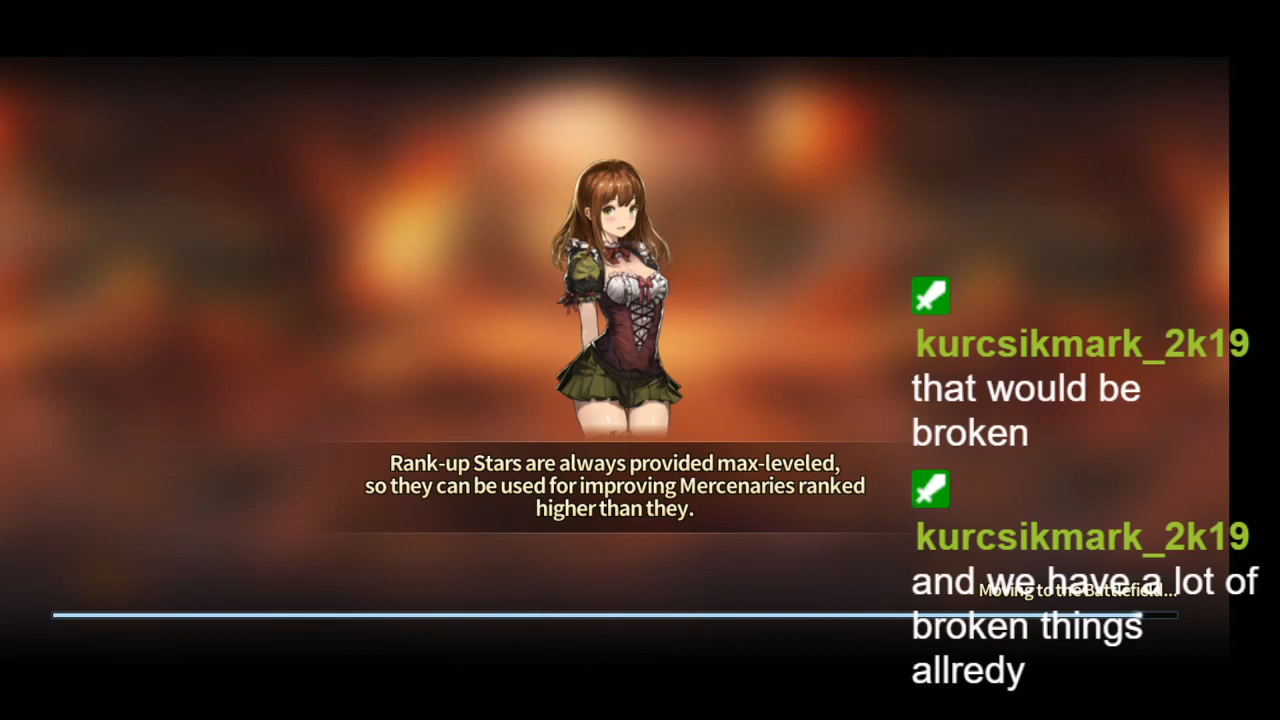 Rank-up Stars are always provided max-leveled,
so they can be used for improving Mercenaries ranked
higher than they.
Moving to the Battlefield...
kurcsikmark_2k19
that would be
broken
kurcsikmark_2k19
and we have a lot of
broken things
allredy